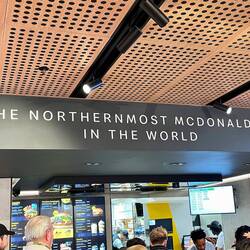 HE NORTHERNMOST MCDONALD
IN THE WORLD